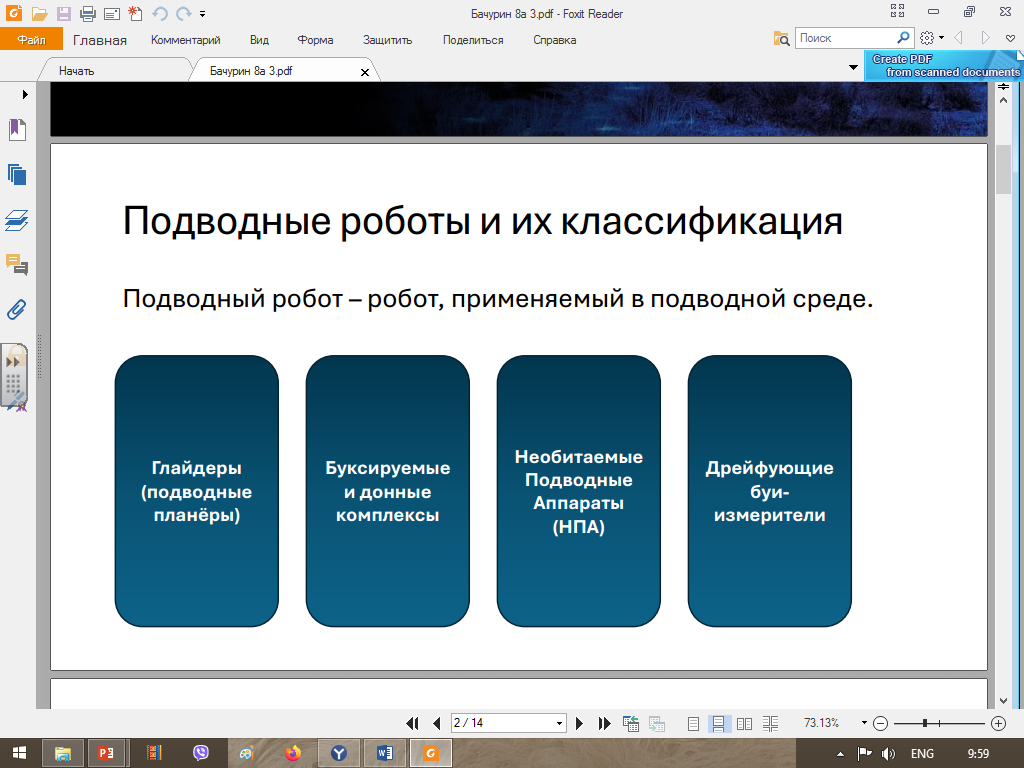 Бачурин 8а 3.pdf - Foxit Reader
Файл
Главная
Комментарий
Вид
Форма
Защитить
Поделиться
Справка
Поиск
Начать
Бачурин 8а 3.pdf
Create PDF
from scanned documents
Подводные роботы и их классификация
Подводный робот – робот, применяемый в подводной среде.
Глайдеры
(подводные
планёры)
Буксируемые
и донные
комплексы
Необитаемые
Подводные
Аппараты
(НПА)
Дрейфующие
буи-
измерители
2 / 14
73.13%
ENG
9:59